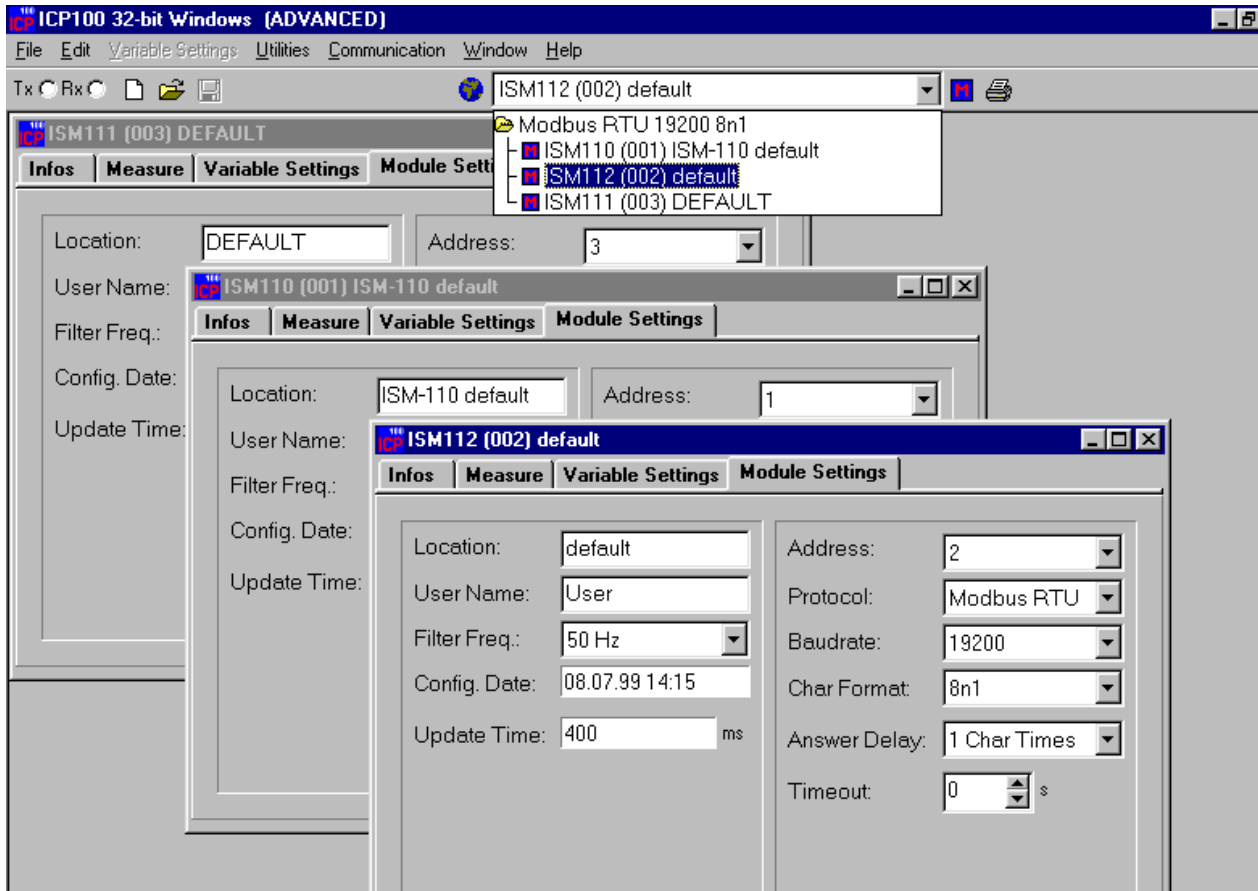 ICP100 32-bit Windows (ADVANCED)
File Edit Variable Settings Utilities Communication Window Help
Tx Rx ISM112 (002) default M
Modbus RTU 19200 8n1
M ISM110 (001) ISM-110 default
M ISM112 (002) default
M ISM111 (003) DEFAULT
ICP 100 ISM111 (003) DEFAULT
Infos Measure Variable Settings Module Setti
Location: DEFAULT Address: 3
User Name:
Filter Freq.:
Config. Date:
Update Time:
ICP 100 ISM110 (001) ISM-110 default
Infos Measure Variable Settings Module Settings
Location: ISM-110 default Address: 1
User Name:
Filter Freq.:
Config. Date:
Update Time:
ICP 100 ISM112 (002) default
Infos Measure Variable Settings Module Settings
Location: default Address: 2
User Name: User Protocol: Modbus RTU
Filter Freq.: 50 Hz Baudrate: 19200
Config. Date: 08.07.99 14:15 Char Format: 8n1
Update Time: 400 ms Answer Delay: 1 Char Times
Timeout: 0 s